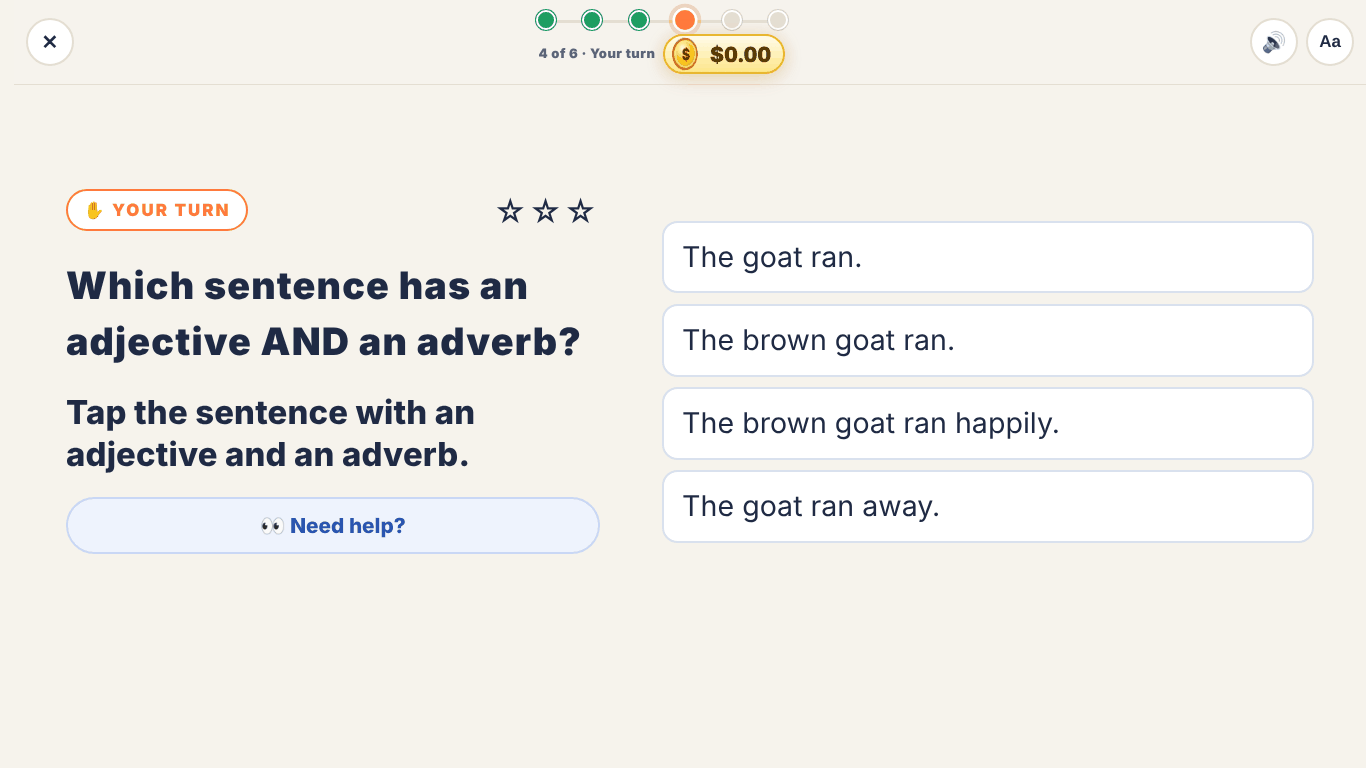 ✕
4 of 6 · Your turn
$ $0.00
Aa
YOUR TURN
Which sentence has an
adjective AND an adverb?
Tap the sentence with an
adjective and an adverb.
Need help?
The goat ran.
The brown goat ran.
The brown goat ran happily.
The goat ran away.